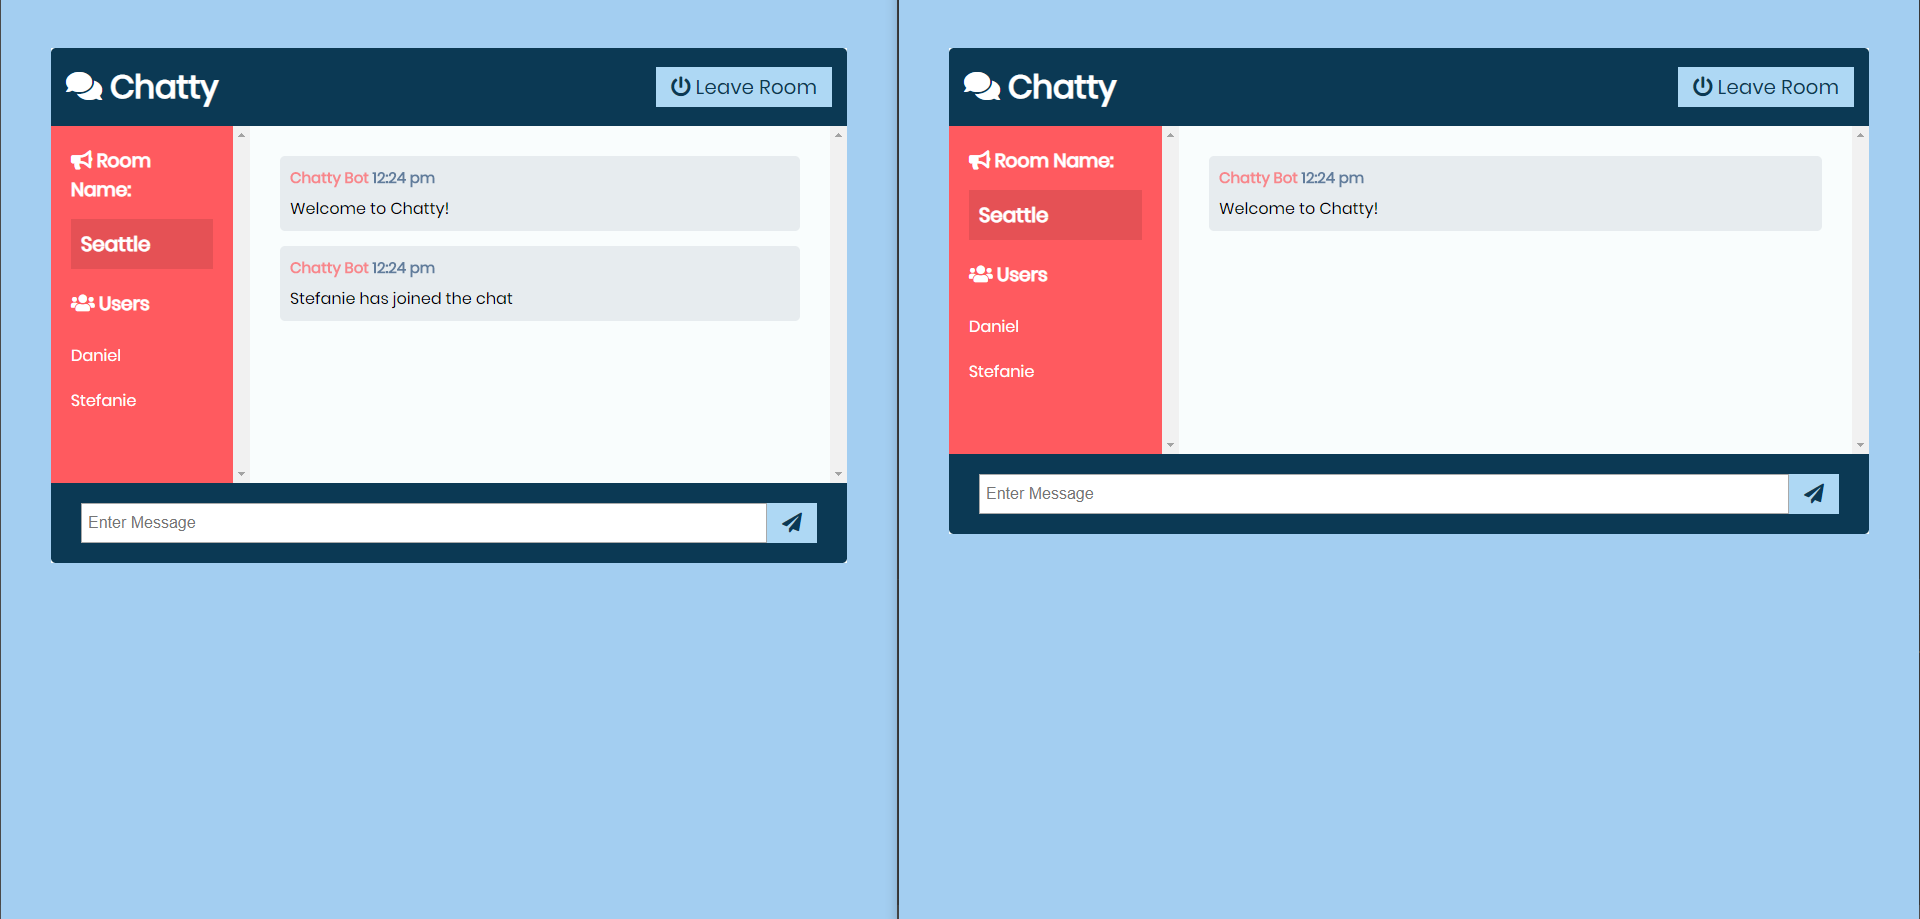 Chatty
Leave Room
Room
Name:
Seattle
Users
Daniel
Stefanie
Chatty Bot 12:24 pm
Welcome to Chatty!
Chatty Bot 12:24 pm
Stefanie has joined the chat
Enter Message
Chatty
Leave Room
Room Name:
Seattle
Users
Daniel
Stefanie
Chatty Bot 12:24 pm
Welcome to Chatty!
Enter Message